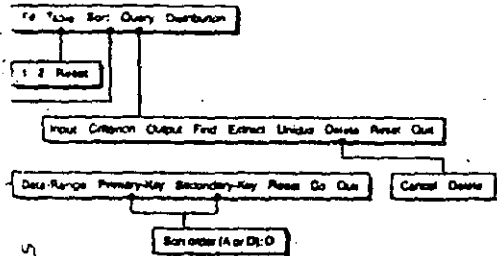 Table Sort Query Distribution
1 2 Reset
Input Criterion Output Find Extract Unique Delete Reset Quit
Data-Range Primary-Key Secondary-Key Reset Go Quit
Cancel Delete
Sort order (A or D): D